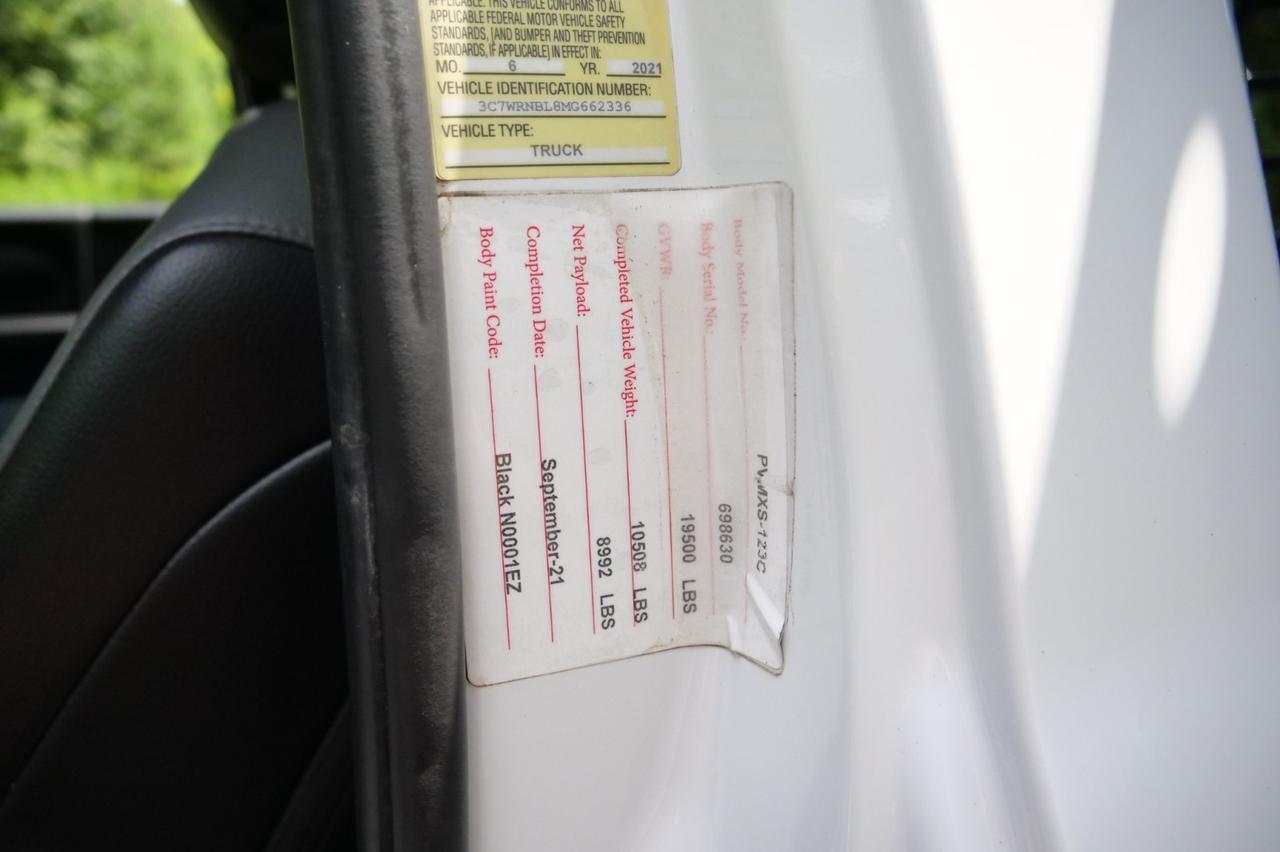 APPLICABLE. THIS VEHICLE CONFORMS TO ALL
APPLICABLE FEDERAL MOTOR VEHICLE SAFETY
STANDARDS, [AND BUMPER AND THEFT PREVENTION
STANDARDS, IF APPLICABLE] IN EFFECT IN:
MO. 6 YR. 2021
VEHICLE IDENTIFICATION NUMBER:
3C7WRNBL8MG662336
VEHICLE TYPE:
TRUCK
Body Model No.:
Body Serial No.: 698630
GVWR: 19500 LBS
Completed Vehicle Weight: 10508 LBS
Net Payload: 8992 LBS
Completion Date: September-21
Body Paint Code: Black N0001EZ